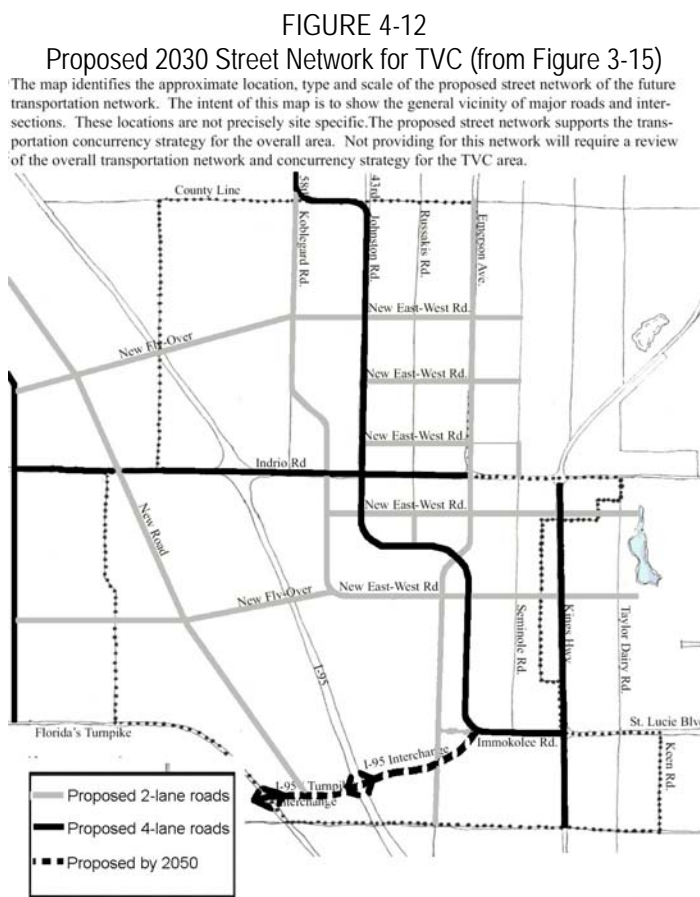 FIGURE 4-12
Proposed 2030 Street Network for TVC (from Figure 3-15)
The map identifies the approximate location, type and scale of the proposed street network of the future
transportation network. The intent of this map is to show the general vicinity of major roads and inter-
sections. These locations are not precisely site specific.The proposed street network supports the trans-
portation concurrency strategy for the overall area. Not providing for this network will require a review
of the overall transportation network and concurrency strategy for the TVC area.
County Line
58th
Koblegard Rd.
43rd
Johnston Rd.
Russakis Rd.
Emerson Ave.
New East-West Rd.
New Fly-Over
New East-West Rd.
New East-West Rd.
Indrio Rd
New East-West Rd.
New Road
New Fly-Over
New East-West Rd
Seminole Rd.
Kings Hwy
Taylor Dairy Rd.
I-95
Florida's Turnpike
St. Lucie Blv
Immokolee Rd.
I-95 Interchange
Keen Rd.
I-95 Turnpi
Interchange
Proposed 2-lane roads
Proposed 4-lane roads
Proposed by 2050